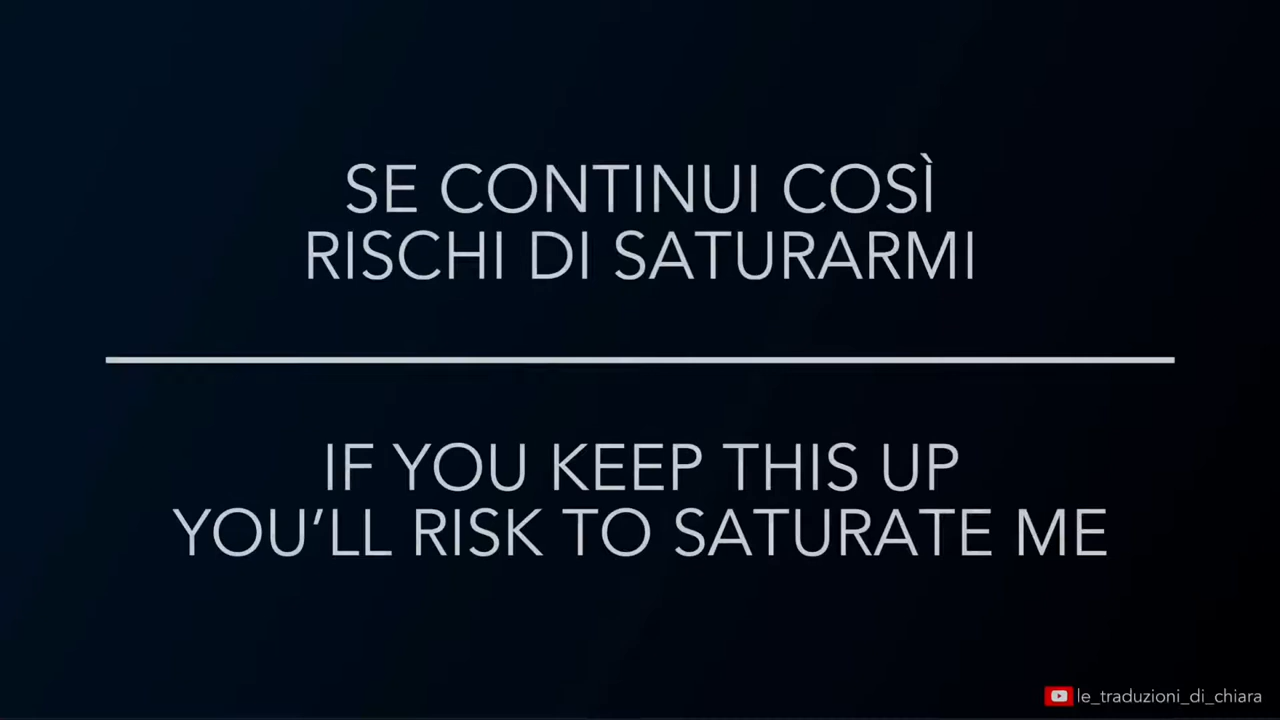 SE CONTINUI COSÌ
RISCHI DI SATURARMI
IF YOU KEEP THIS UP
YOU’LL RISK TO SATURATE ME
le_traduzioni_di_chiara